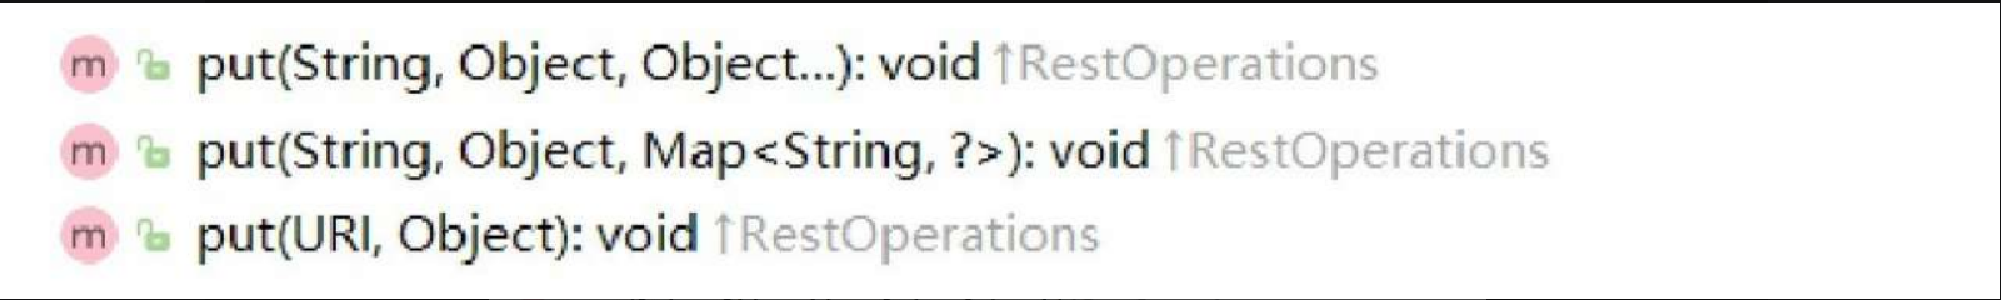 m put(String, Object, Object...): void ↑RestOperations
m put(String, Object, Map<String, ?>): void ↑RestOperations
m put(URI, Object): void ↑RestOperations